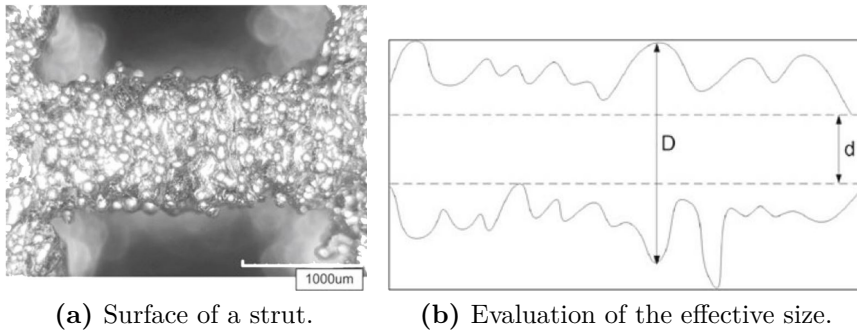 1000um
D
d
(a) Surface of a strut.
(b) Evaluation of the effective size.